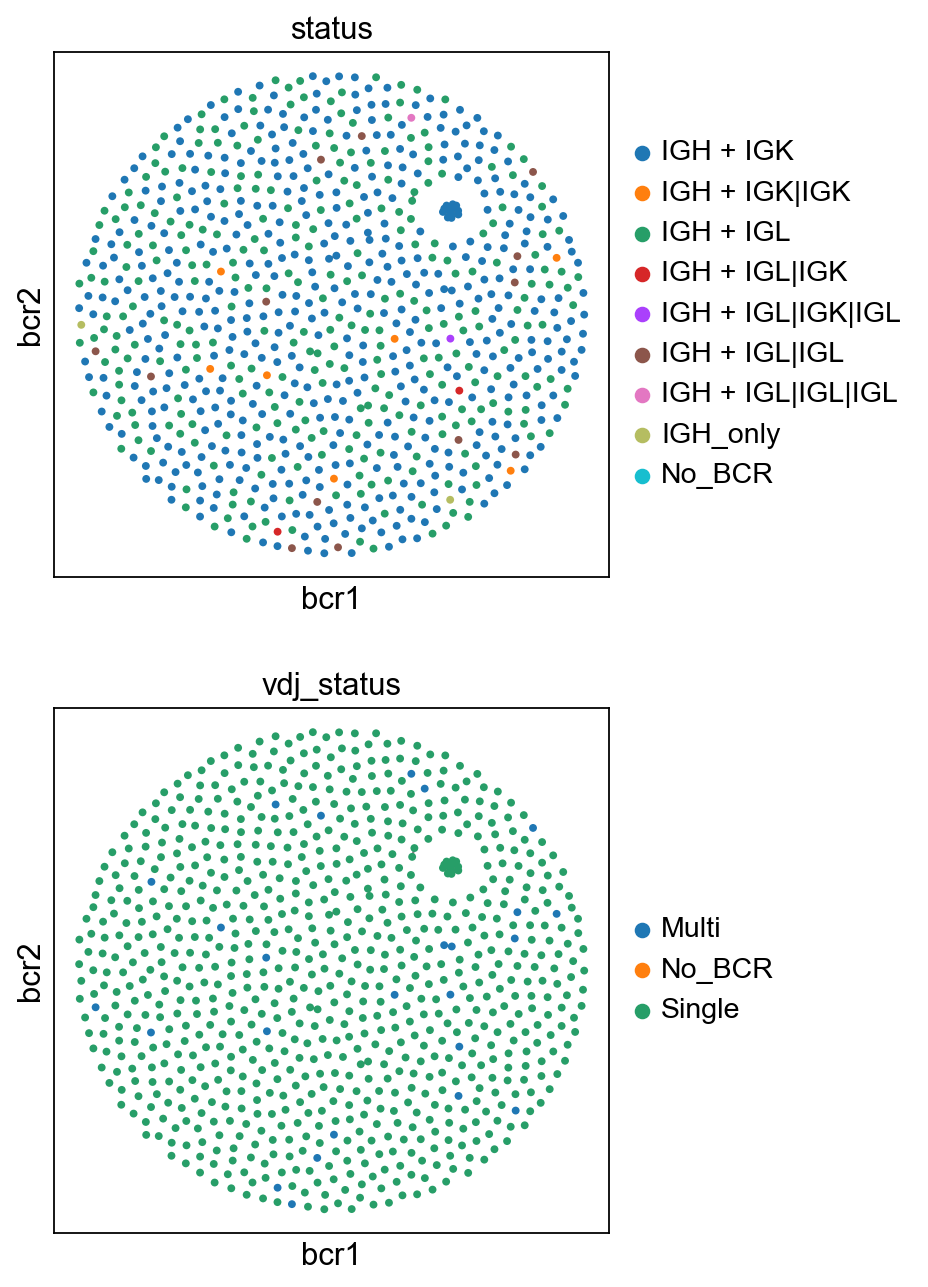 status
bcr2
IGH + IGK
IGH + IGK|IGK
IGH + IGL
IGH + IGL|IGK
IGH + IGL|IGK|IGL
IGH + IGL|IGL
IGH + IGL|IGL|IGL
IGH_only
No_BCR
bcr1
vdj_status
bcr2
Multi
No_BCR
Single
bcr1